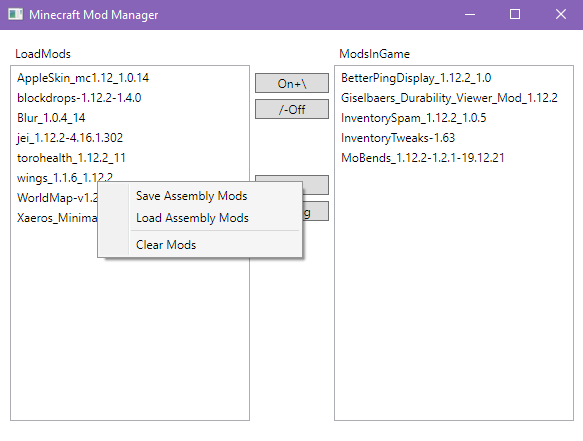 Minecraft Mod Manager
LoadMods
ModsInGame
AppleSkin_mc1.12_1.0.14
blockdrops-1.12.2-1.4.0
Blur_1.0.4_14
jei_1.12.2-4.16.1.302
torohealth_1.12.2_11
wings_1.1.6_1.12.2
WorldMap-v1.2
Xaeros_Minima
On+\
/-Off
g
Save Assembly Mods
Load Assembly Mods
Clear Mods
BetterPingDisplay_1.12.2_1.0
Giselbaers_Durability_Viewer_Mod_1.12.2
InventorySpam_1.12.2_1.0.5
InventoryTweaks-1.63
MoBends_1.12.2-1.2.1-19.12.21